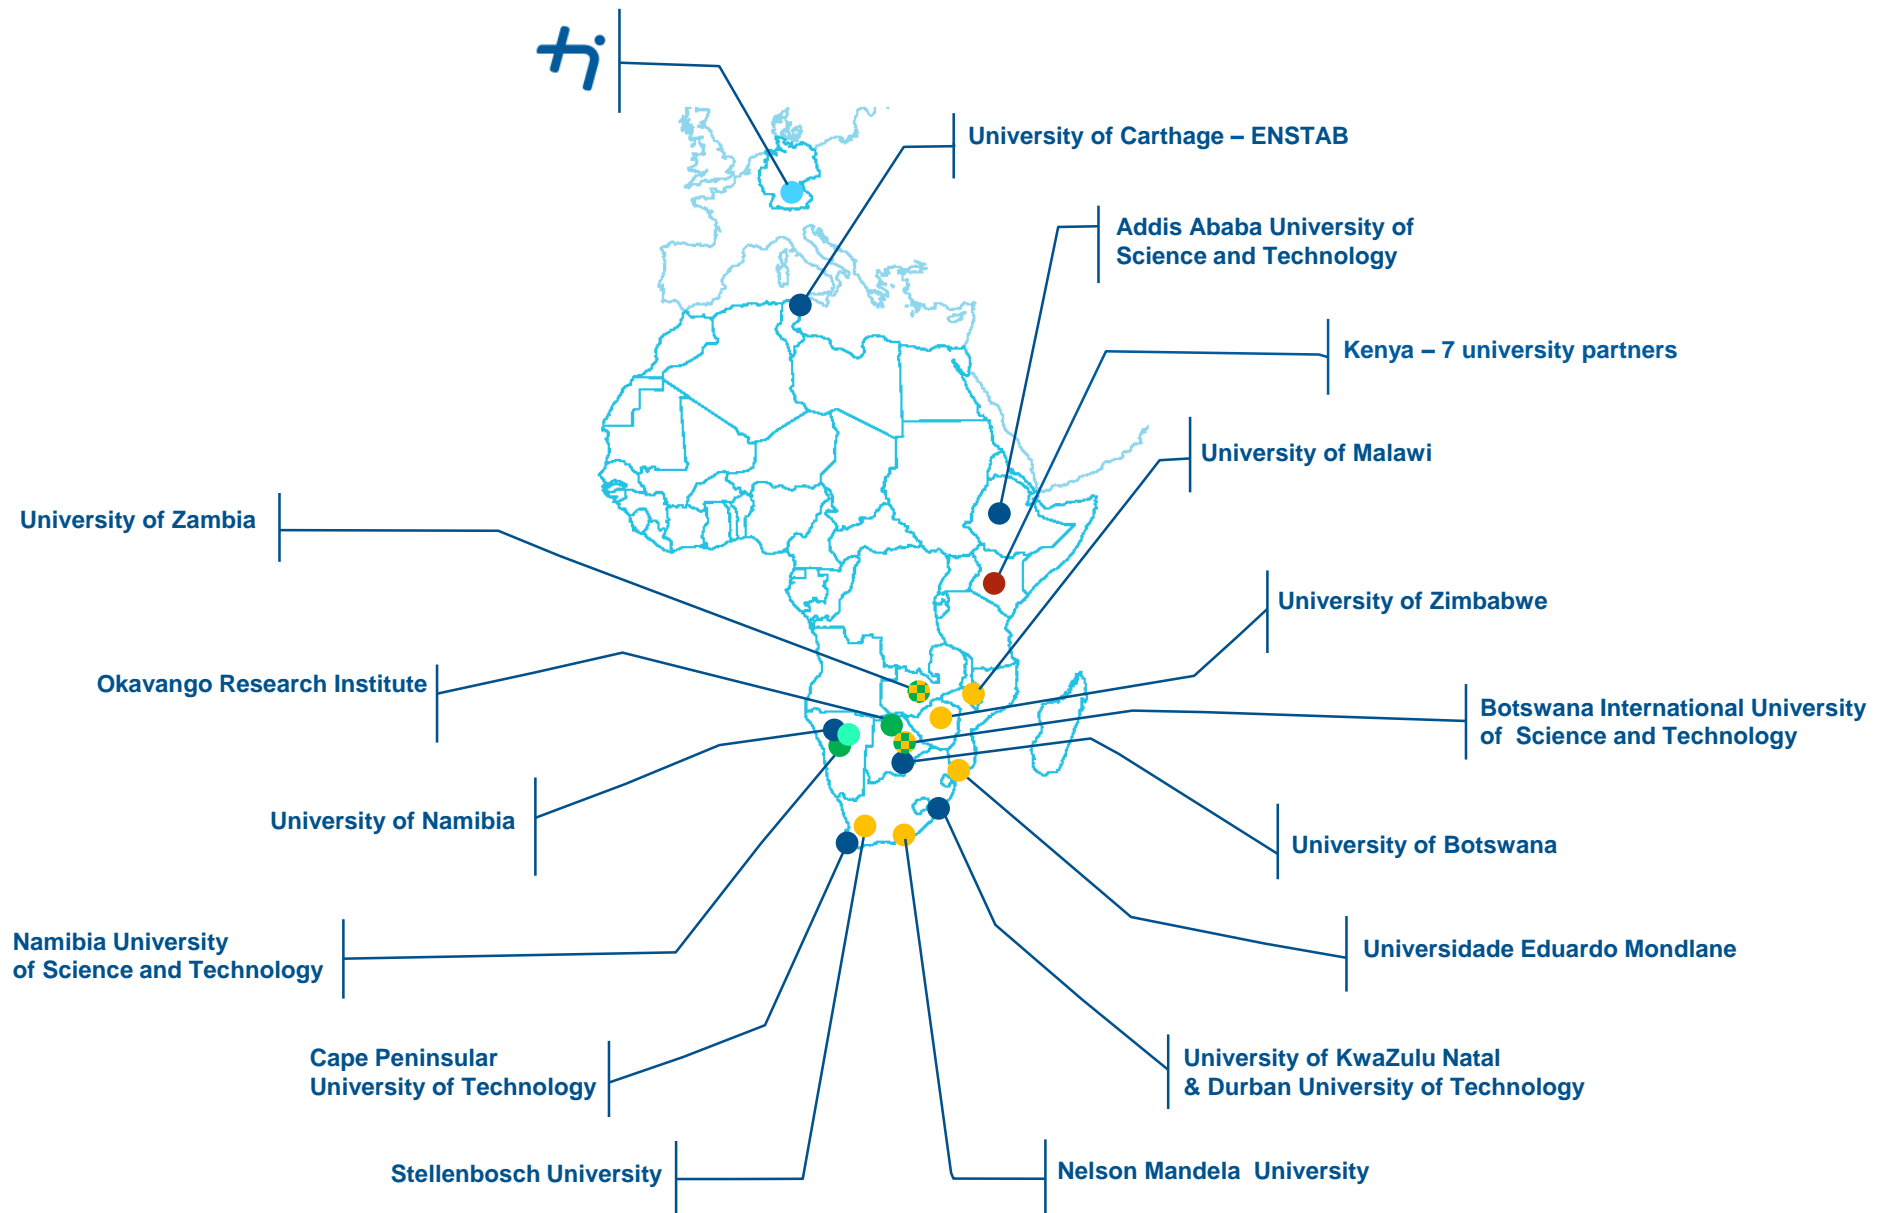 University of Carthage – ENSTAB
Addis Ababa University of
Science and Technology
Kenya – 7 university partners
University of Malawi
University of Zambia
University of Zimbabwe
Okavango Research Institute
Botswana International University
of  Science and Technology
University of Namibia
University of Botswana
Namibia University
of Science and Technology
Universidade Eduardo Mondlane
Cape Peninsular
University of Technology
University of KwaZulu Natal
& Durban University of Technology
Stellenbosch University
Nelson Mandela  University